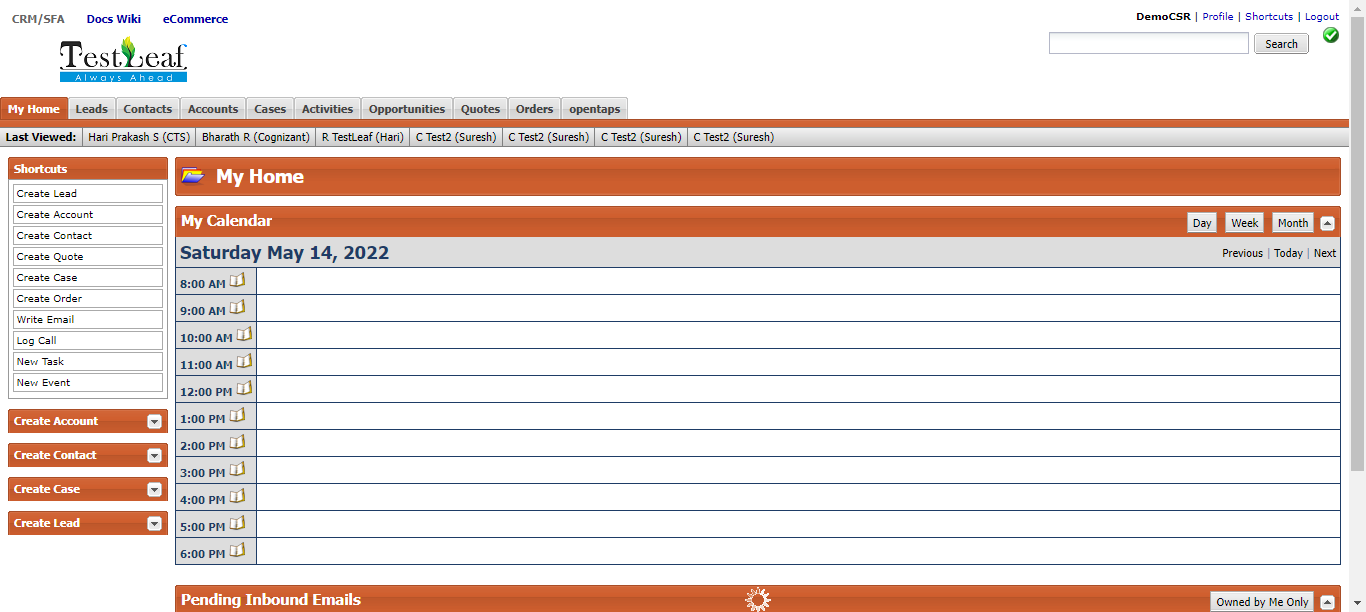 CRM/SFA Docs Wiki eCommerce
DemoCSR | Profile | Shortcuts | Logout
TestLeaf
Always Ahead
Search
My Home Leads Contacts Accounts Cases Activities Opportunities Quotes Orders opentaps
Last Viewed: Hari Prakash S (CTS) Bharath R (Cognizant) R TestLeaf (Hari) C Test2 (Suresh) C Test2 (Suresh) C Test2 (Suresh) C Test2 (Suresh)
Shortcuts
Create Lead
Create Account
Create Contact
Create Quote
Create Case
Create Order
Write Email
Log Call
New Task
New Event
Create Account
Create Contact
Create Case
Create Lead
My Home
My Calendar
Day Week Month
Saturday May 14, 2022
Previous | Today | Next
8:00 AM
9:00 AM
10:00 AM
11:00 AM
12:00 PM
1:00 PM
2:00 PM
3:00 PM
4:00 PM
5:00 PM
6:00 PM
Pending Inbound Emails
Owned by Me Only